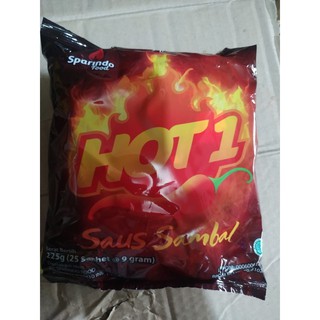 Sparindo
Food
HOT 1
Saus Sambal
225g (25 Sachet @ 9 gram)